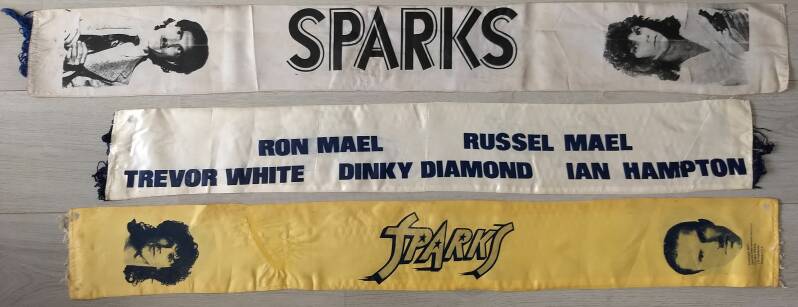 SPARKS
RON MAEL RUSSEL MAEL
TREVOR WHITE DINKY DIAMOND IAN HAMPTON
SPARKS